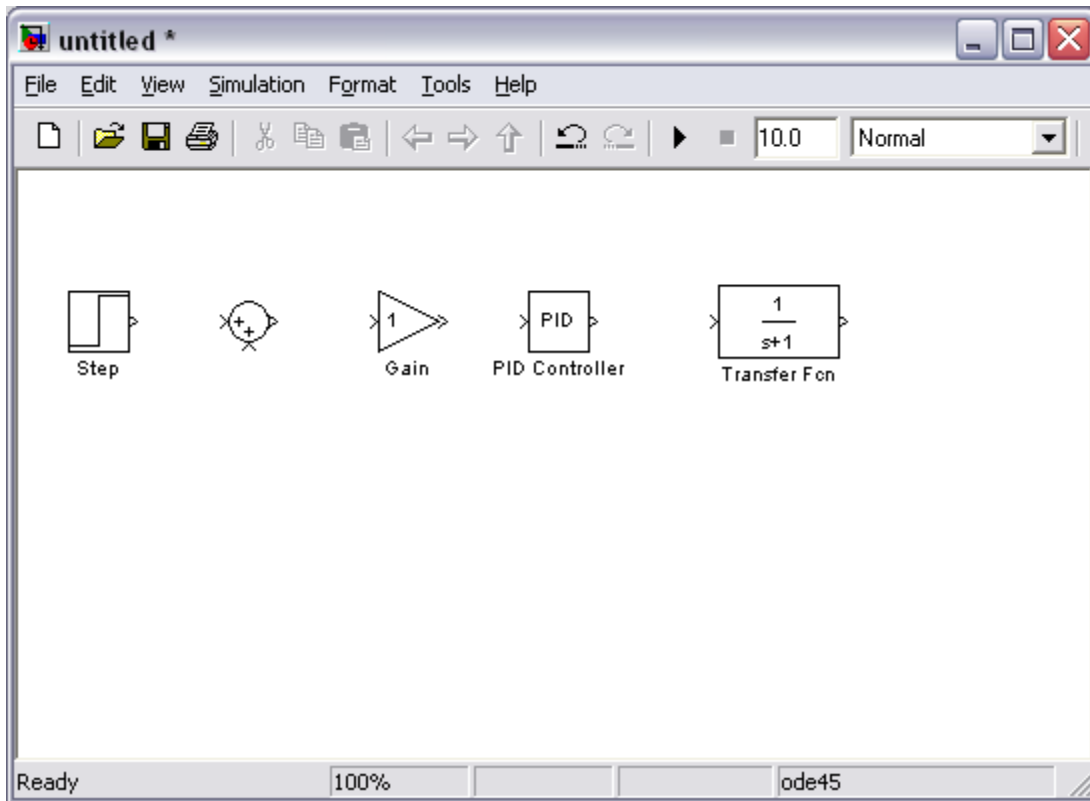 untitled *
File Edit View Simulation Format Tools Help
10.0 Normal
1 PID 1
s+1
Step Gain PID Controller Transfer Fcn
Ready 100% ode45